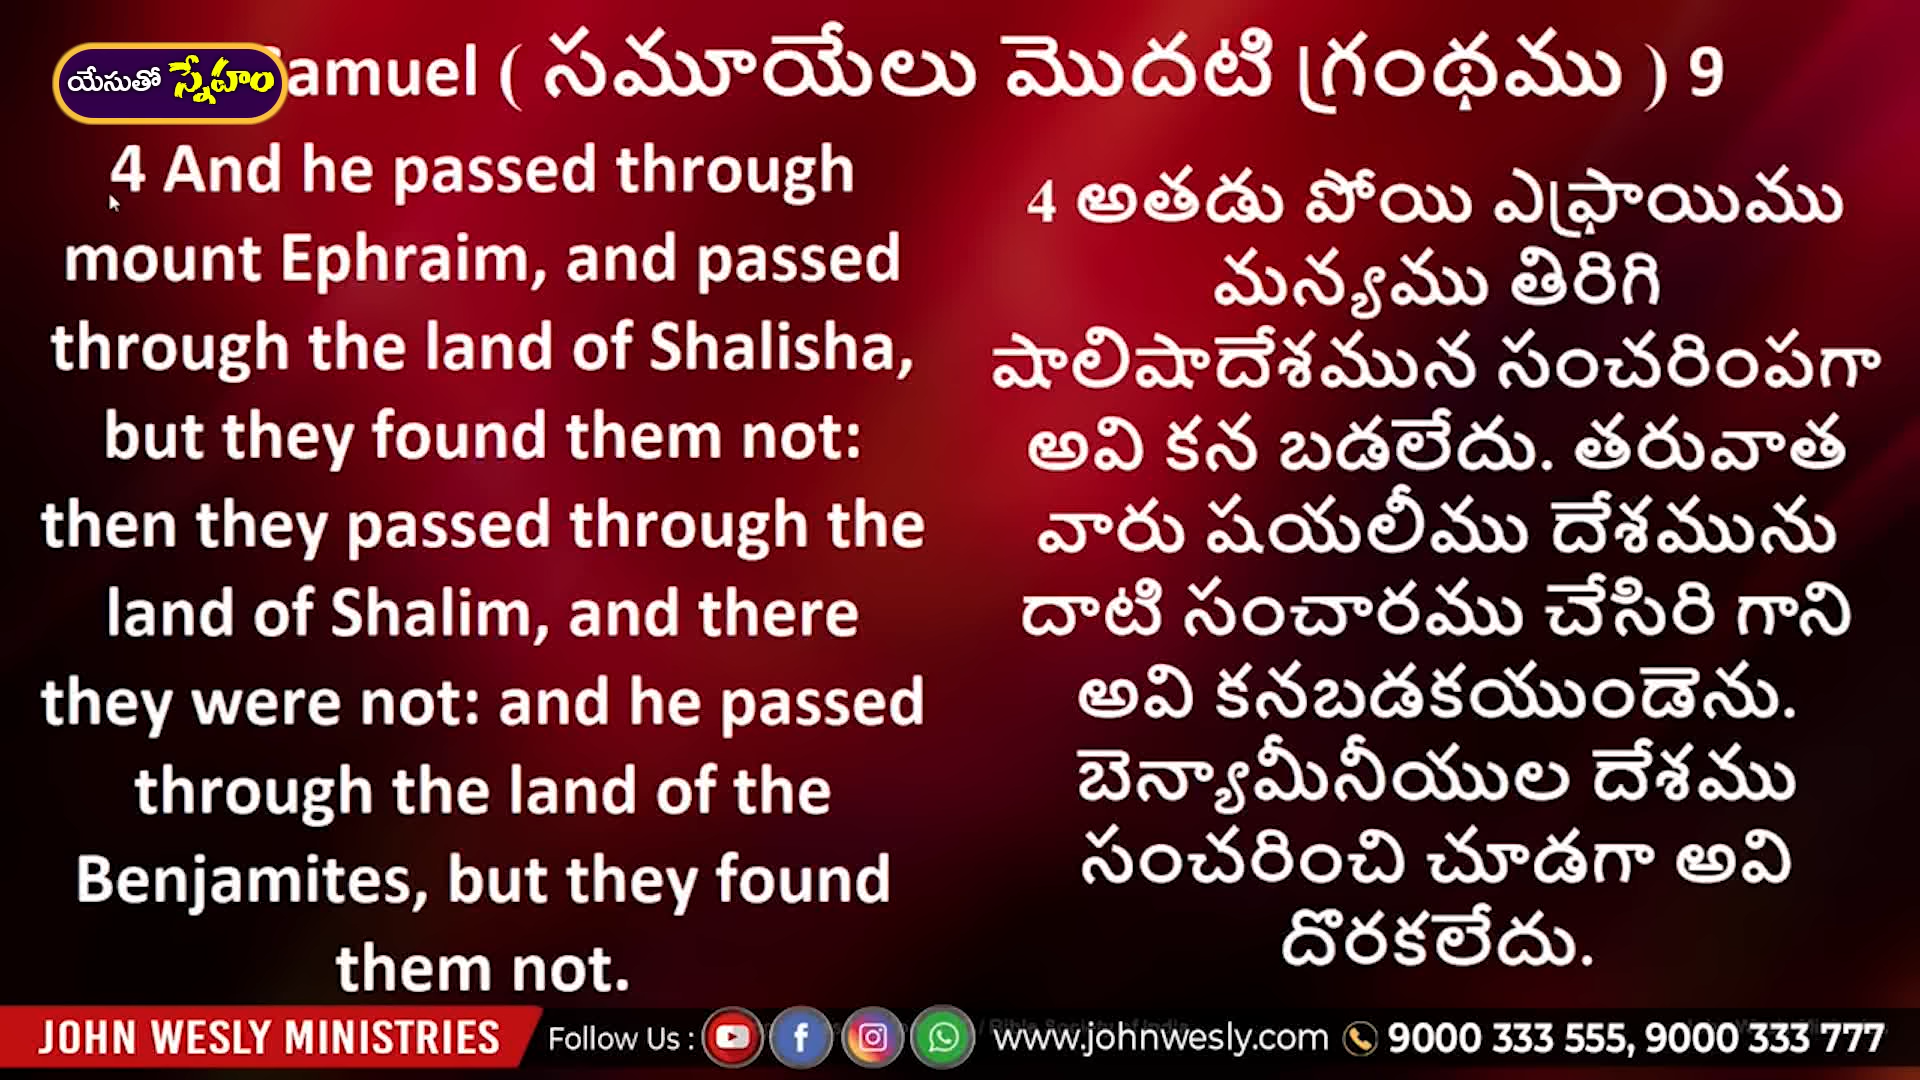 యేసుతో స్నేహం
amuel ( సమూయేలు మొదటి గ్రంథము ) 9
4 And he passed through
mount Ephraim, and passed
through the land of Shalisha,
but they found them not:
then they passed through the
land of Shalim, and there
they were not: and he passed
through the land of the
Benjamites, but they found
them not.
4 అతడు పోయి ఎఫ్రాయిము
మన్యము తిరిగి
షాలిషాదేశమున సంచరింపగా
అవి కన బడలేదు. తరువాత
వారు షయలీము దేశమును
దాటి సంచారము చేసిరి గాని
అవి కనబడకయుండెను.
బెన్యామీనీయుల దేశము
సంచరించి చూడగా అవి
దొరకలేదు.
JOHN WESLY MINISTRIES Follow Us : www.johnwesly.com 9000 333 555, 9000 333 777